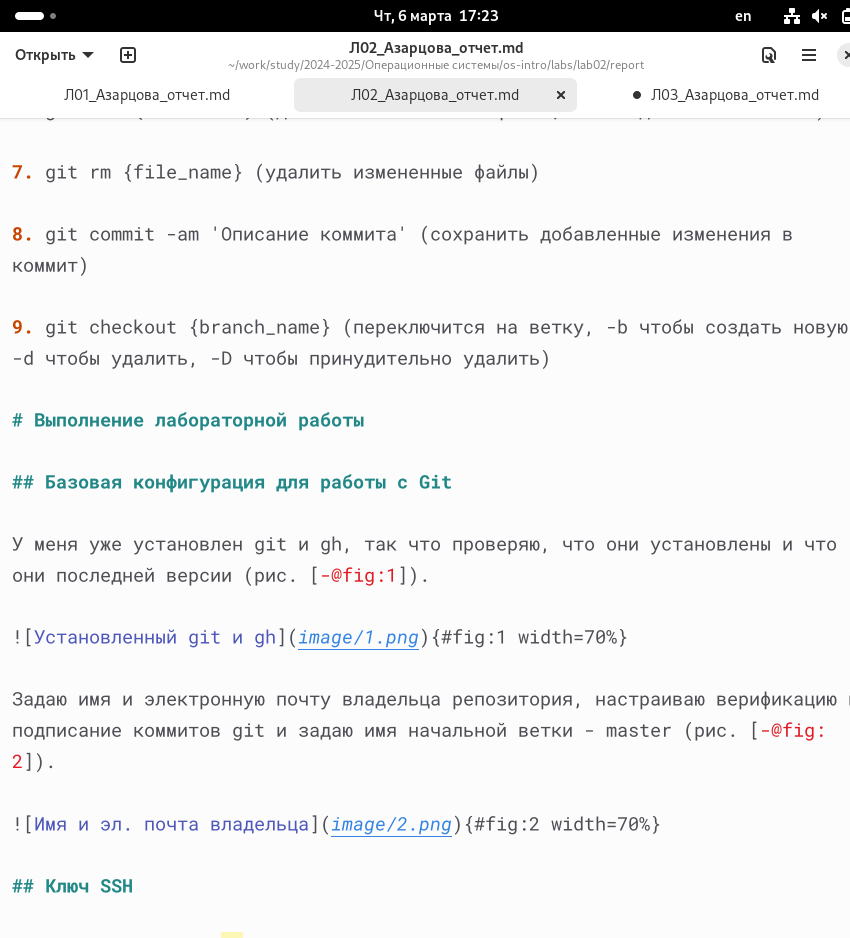 Чт, 6 марта 17:23
en
Открыть
Л02_Азарцова_отчет.md
~/work/study/2024-2025/Операционные системы/os-intro/labs/lab02/report
Л01_Азарцова_отчет.md
Л02_Азарцова_отчет.md
Л03_Азарцова_отчет.md
7. git rm {file_name} (удалить измененные файлы)
8. git commit -am 'Описание коммита' (сохранить добавленные изменения в
коммит)
9. git checkout {branch_name} (переключится на ветку, -b чтобы создать новую
-d чтобы удалить, -D чтобы принудительно удалить)
# Выполнение лабораторной работы
## Базовая конфигурация для работы с Git
У меня уже установлен git и gh, так что проверяю, что они установлены и что
они последней версии (рис. [-@fig:1]).
![Установленный git и gh](image/1.png){#fig:1 width=70%}
Задаю имя и электронную почту владельца репозитория, настраиваю верификацию
подписание коммитов git и задаю имя начальной ветки - master (рис. [-@fig:
2]).
![Имя и эл. почта владельца](image/2.png){#fig:2 width=70%}
## Ключ SSH